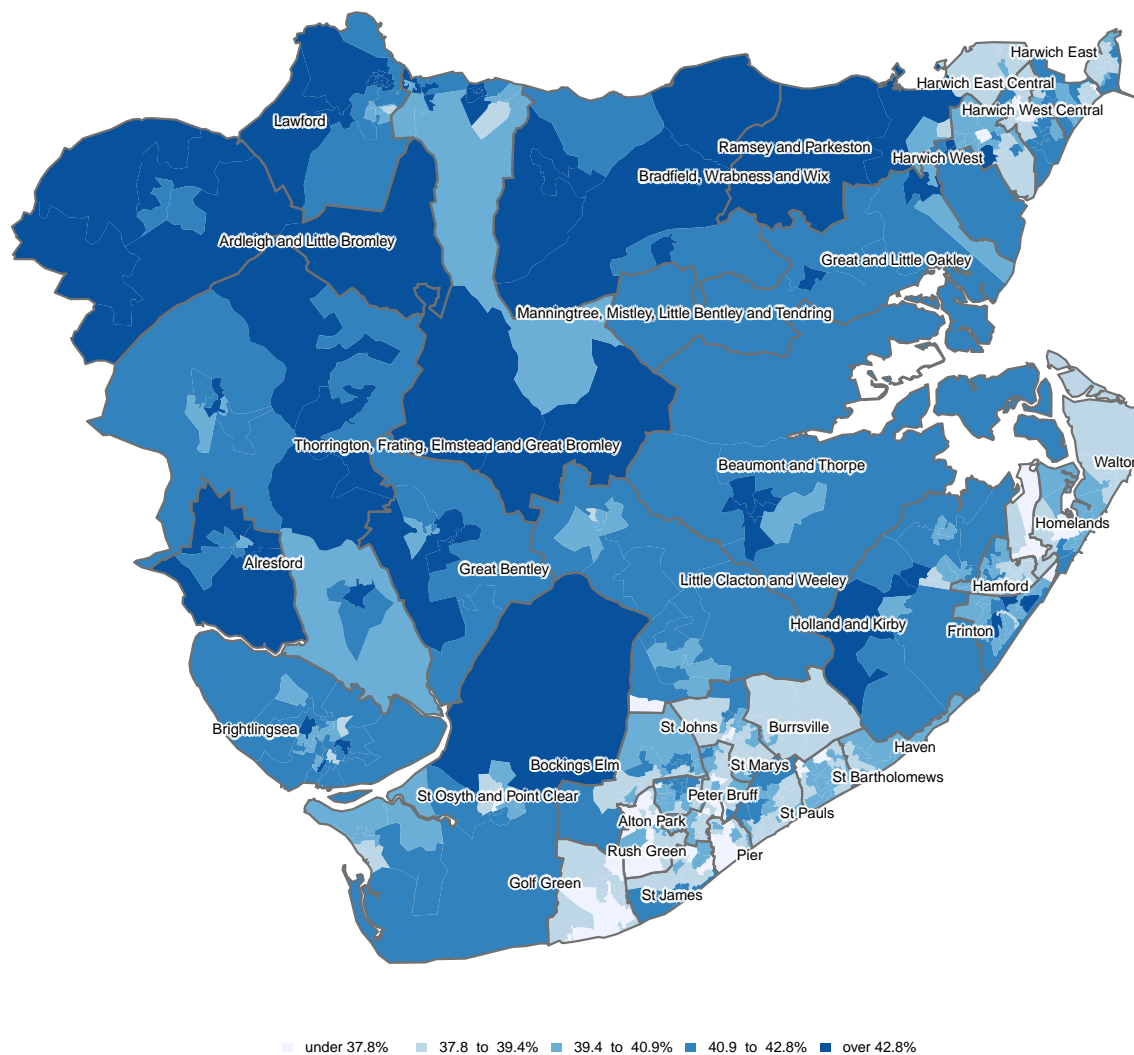 Harwich East
Harwich East Central
Harwich West Central
Lawford
Ramsey and Parkeston
Harwich West
Bradfield, Wrabness and Wix
Ardleigh and Little Bromley
Great and Little Oakley
Manningtree, Mistley, Little Bentley and Tendring
Thorrington, Frating, Elmstead and Great Bromley
Beaumont and Thorpe
Walton
Homelands
Alresford
Great Bentley
Little Clacton and Weeley
Hamford
Holland and Kirby
Frinton
Brightlingsea
St Johns
Burrsville
Haven
Bockings Elm
St Marys
St Bartholomews
St Osyth and Point Clear
Peter Bruff
St Pauls
Alton Park
Rush Green
Pier
Golf Green
St James
under 37.8% 37.8 to 39.4% 39.4 to 40.9% 40.9 to 42.8% over 42.8%